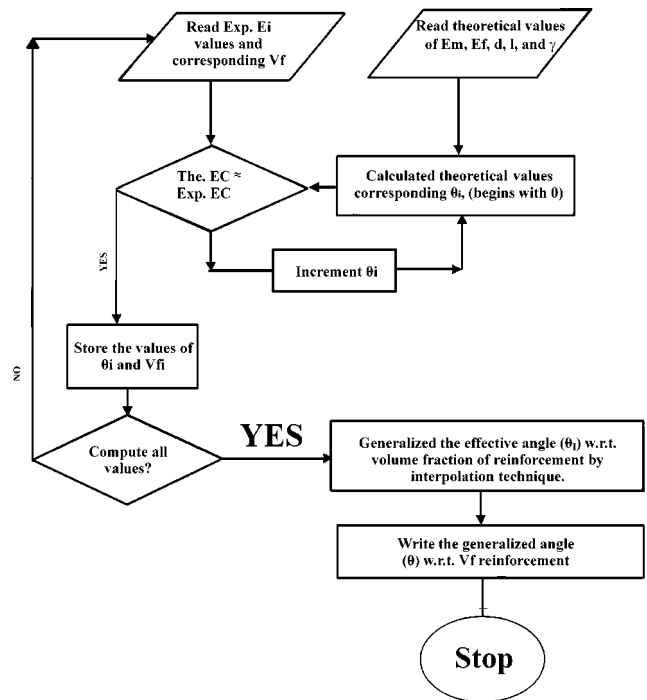 Read Exp. Ei
values and
corresponding Vf
Read theoretical values
of Em, Ef, d, l, and γ
The. EC ≈
Exp. EC
Calculated theoretical values
corresponding θi, (begins with 0)
Increment θi
YES
Store the values of
θi and Vfi
NO
Compute all
values?
YES
Generalized the effective angle (θI) w.r.t.
volume fraction of reinforcement by
interpolation technique.
Write the generalized angle
(θ) w.r.t. Vf reinforcement
Stop